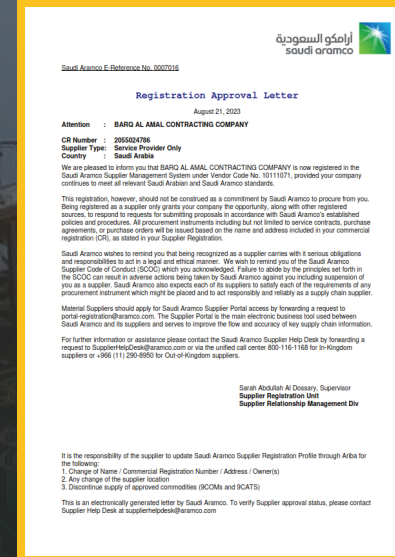 أرامكو السعودية
saudi aramco
Saudi Aramco E-Reference No. 0007016
Registration Approval Letter
August 21, 2023
Attention : BARQ AL AMAL CONTRACTING COMPANY
CR Number : 2055024786
Supplier Type: Service Provider Only
Country : Saudi Arabia
We are pleased to inform you that BARQ AL AMAL CONTRACTING COMPANY is now registered in the
Saudi Aramco Supplier Management System under Vendor Code No. 10111071, provided your company
continues to meet all relevant Saudi Arabian and Saudi Aramco standards.
This registration, however, should not be construed as a commitment by Saudi Aramco to procure from you.
Being registered as a supplier only grants your company the opportunity, along with other registered
sources, to respond to requests for submitting proposals in accordance with Saudi Aramco's established
policies and procedures. All procurement instruments including but not limited to service contracts, purchase
agreements, or purchase orders will be issued based on the name and address included in your commercial
registration (CR), as stated in your Supplier Registration.
Saudi Aramco wishes to remind you that being recognized as a supplier carries with it serious obligations
and responsibilities to act in a legal and ethical manner. We wish to remind you of the Saudi Aramco
Supplier Code of Conduct (SCOC) which you acknowledged. Failure to abide by the principles set forth in
the SCOC can result in adverse actions being taken by Saudi Aramco against you including suspension of
you as a supplier. Saudi Aramco also expects each of its suppliers to satisfy each of the requirements of any
procurement instrument which might be placed and to act responsibly and reliably as a supply chain supplier.
Material Suppliers should apply for Saudi Aramco Supplier Portal access by forwarding a request to
portal-registration@aramco.com. The Supplier Portal is the main electronic business tool used between
Saudi Aramco and its suppliers and serves to improve the flow and accuracy of key supply chain information.
For further information or assistance please contact the Saudi Aramco Supplier Help Desk by forwarding a
request to SupplierHelpDesk@aramco.com or via the unified call center 800-116-1168 for In-Kingdom
suppliers or +966 (11) 290-8950 for Out-of-Kingdom suppliers.
Sarah Abdullah Al Dossary, Supervisor
Supplier Registration Unit
Supplier Relationship Management Div
It is the responsibility of the supplier to update Saudi Aramco Supplier Registration Profile through Ariba for
the following:
1. Change of Name / Commercial Registration Number / Address / Owner(s)
2. Any change of the supplier location
3. Discontinue supply of approved commodities (9COMs and 9CATS)
This is an electronically generated letter by Saudi Aramco. To verify Supplier approval status, please contact
Supplier Help Desk at supplierhelpdesk@aramco.com